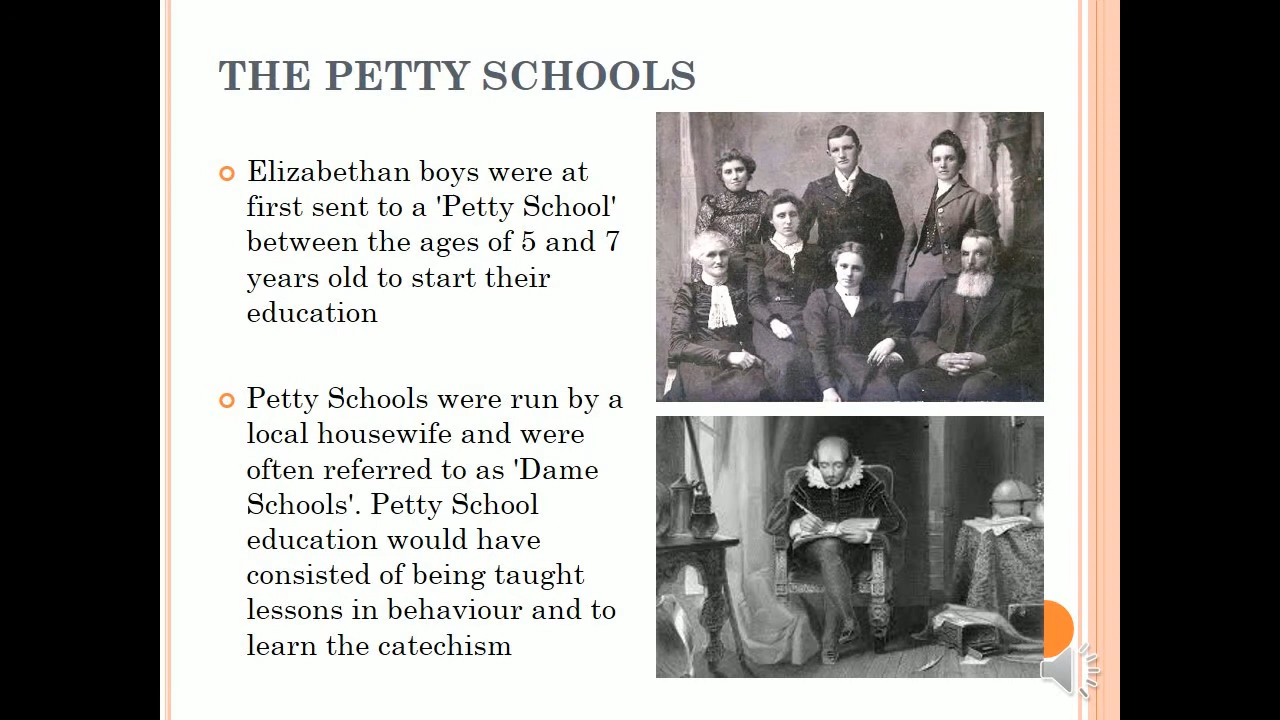 THE PETTY SCHOOLS
Elizabethan boys were at
first sent to a 'Petty School'
between the ages of 5 and 7
years old to start their
education
Petty Schools were run by a
local housewife and were
often referred to as 'Dame
Schools'. Petty School
education would have
consisted of being taught
lessons in behaviour and to
learn the catechism